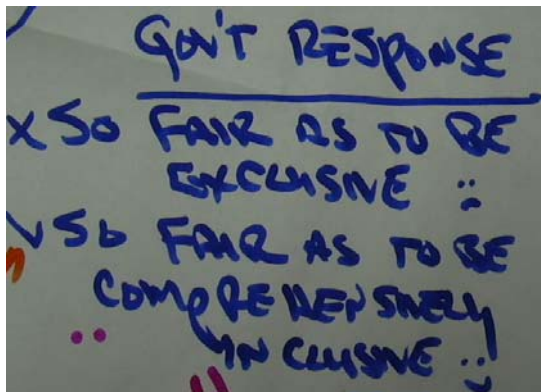 GOV'T RESPONSE
x So FAIR AS TO BE
EXCLUSIVE
√ So FAIR AS TO BE
COMPREHENSIVELY
INCLUSIVE